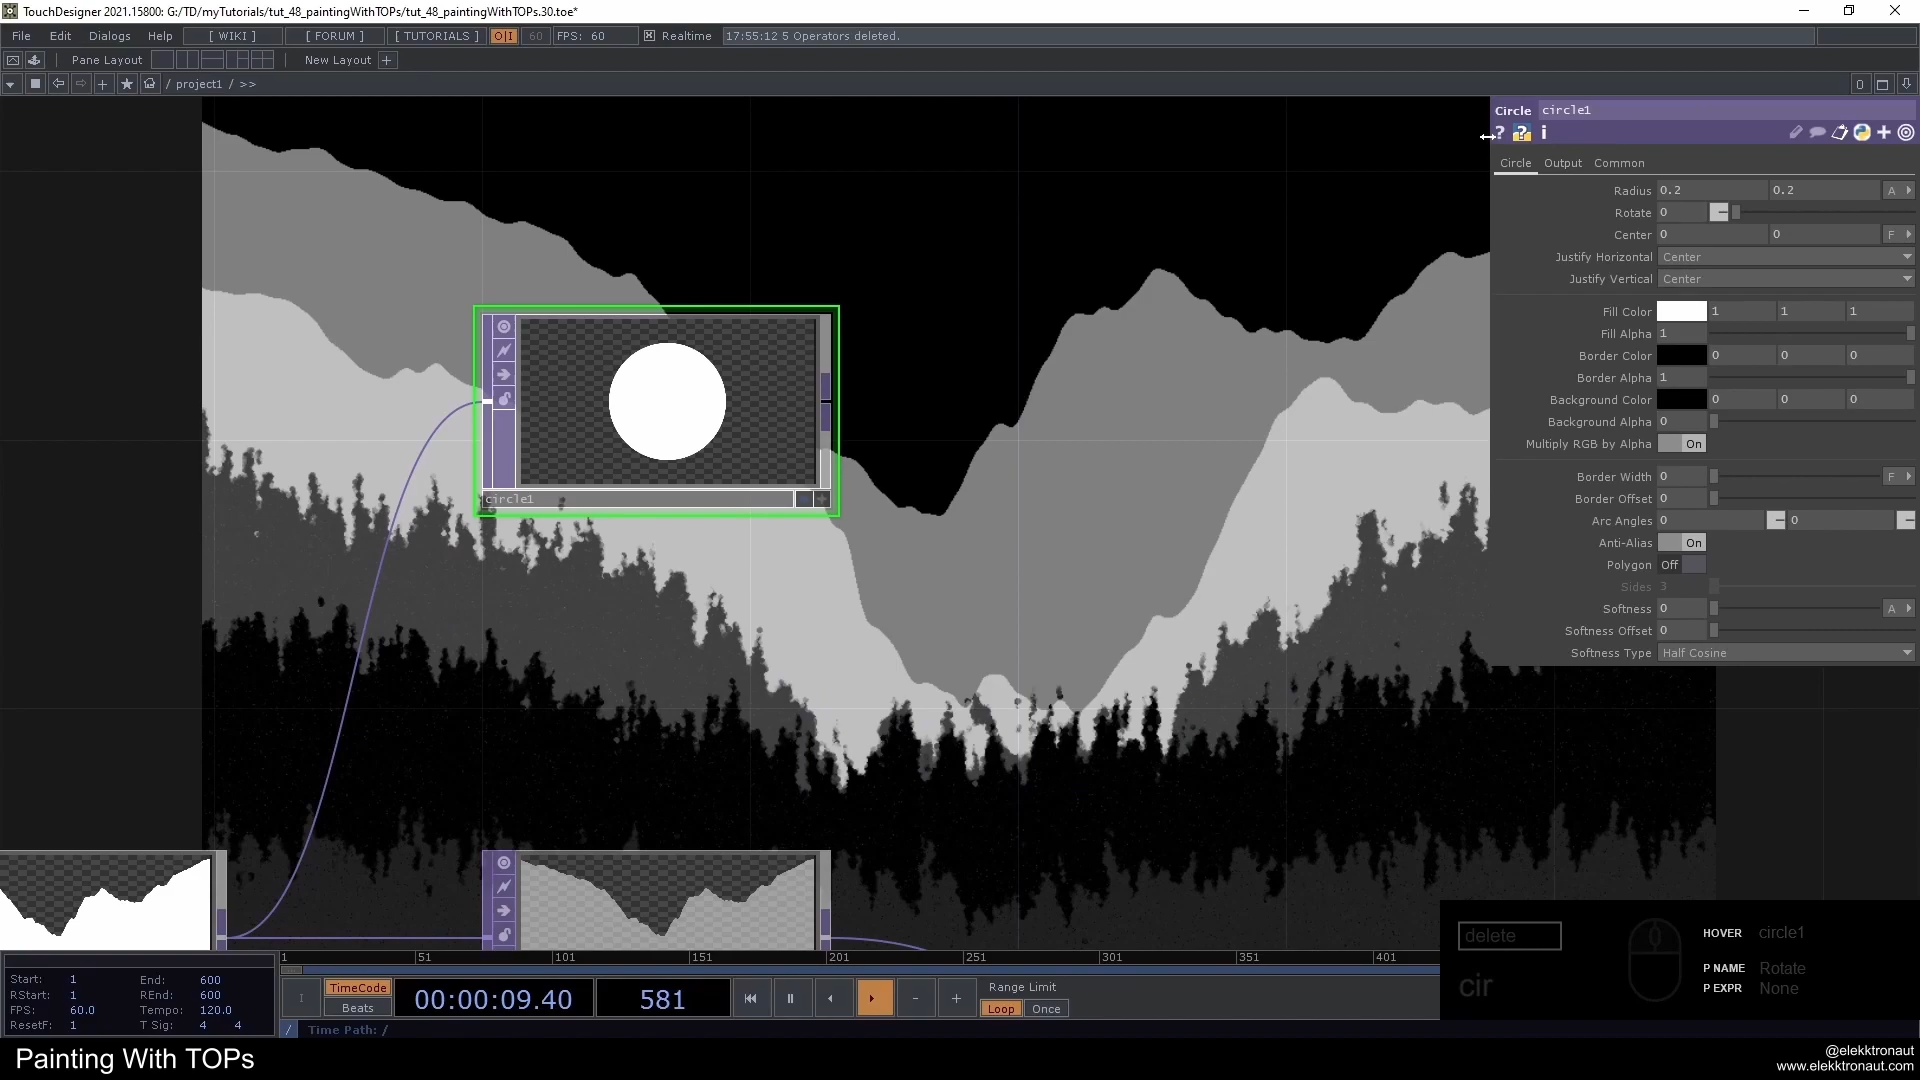 TouchDesigner 2021.15800: G:/TD/myTutorials/tut_48_paintingWithTOPs/tut_48_paintingWithTOPs.30.toe*
File Edit Dialogs Help [ WIKI ] [ FORUM ] [ TUTORIALS ] O|I 60 FPS: 60 Realtime 17:55:12 5 Operators deleted.
Pane Layout New Layout +
/ project1 / >> 0
Circle circle1
? ? i
Circle Output Common
Radius 0.2 0.2 A
Rotate 0
Center 0 0 F
Justify Horizontal Center
Justify Vertical Center
Fill Color 1 1 1
Fill Alpha 1
Border Color 0 0 0
Border Alpha 1
Background Color 0 0 0
Background Alpha 0
Multiply RGB by Alpha On
Border Width 0 F
Border Offset 0
Arc Angles 0 0
Anti-Alias On
Polygon Off
Sides 3
Softness 0 A
Softness Offset 0
Softness Type Half Cosine
circle1
delete
cir
HOVER circle1
P NAME Rotate
P EXPR None
1 51 101 151 201 251 301 351 401
Start: 1 End: 600
RStart: 1 REnd: 600
FPS: 60.0 Tempo: 120.0
ResetF: 1 T Sig: 4 4
TimeCode
Beats
00:00:09.40 581
Range Limit
Loop Once
/ Time Path: /
Painting With TOPs
@elekktronaut
www.elekktronaut.com